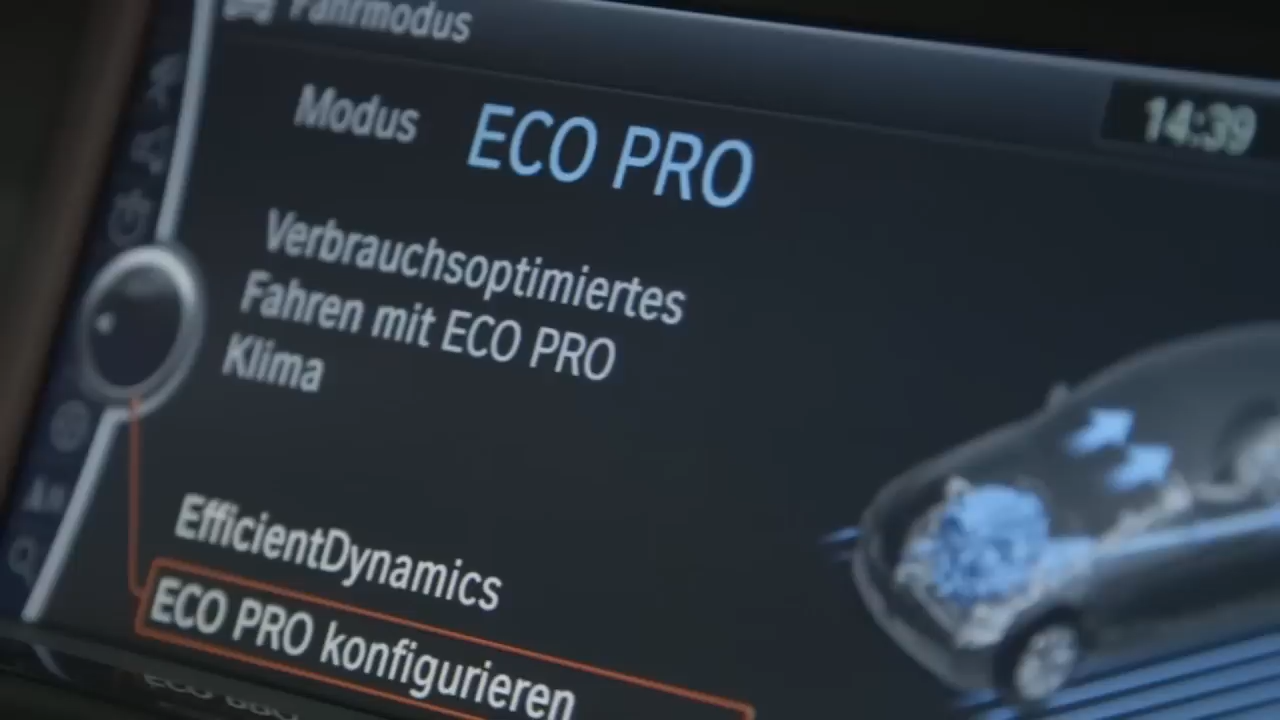 Fahrmodus
14:39
Modus ECO PRO
Verbrauchsoptimiertes
Fahren mit ECO PRO
Klima
EfficientDynamics
ECO PRO konfigurieren